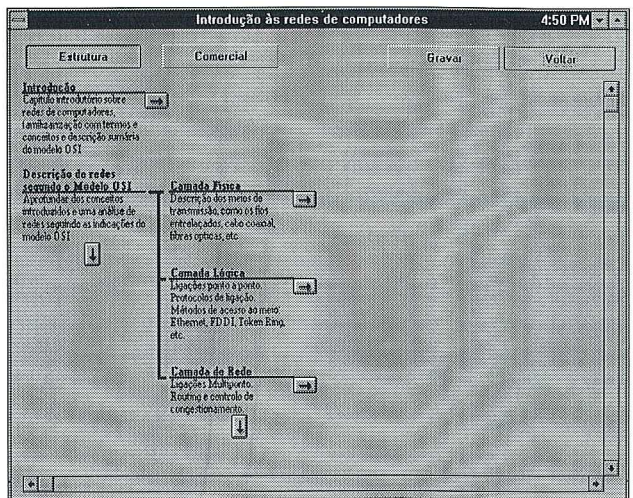 Introdução às redes de computadores
4:50 PM
Estrutura
Comercial
Gravar
Voltar
Introdução
Capítulo introdutório sobre
redes de computadores,
familiarização com termos e
conceitos e descrição sumária
do modelo OSI
Descrição de redes
segundo o Modelo OSI
Aprofundar dos conceitos
introduzidos e uma análise de
redes seguindo as indicações do
modelo OSI
Camada Física
Descrição dos meios de
transmissão, como os fios
entrelaçados, cabo coaxial,
fibras opticas, etc
Camada Lógica
Ligações ponto a ponto.
Protocolos de ligação.
Métodos de acesso ao meio:
Ethernet, FDDI, Token Ring,
etc.
Camada de Rede
Ligações Multiponto.
Routing e controlo de
congestionamento.